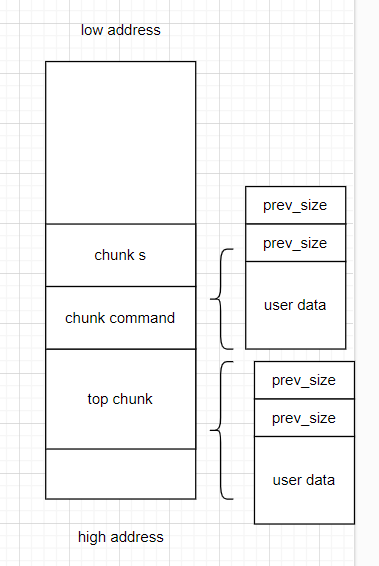 low address
prev_size
prev_size
chunk s
user data
chunk command
prev_size
top chunk
prev_size
user data
high address